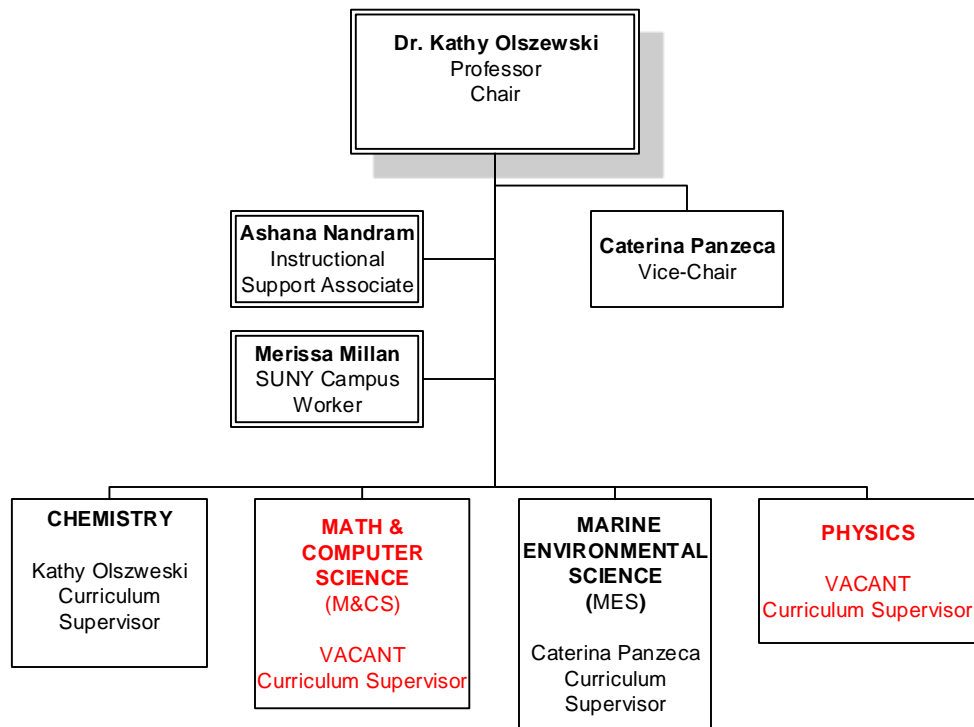 Dr. Kathy Olszewski
Professor
Chair
Ashana Nandram
Instructional
Support Associate
Caterina Panzeca
Vice-Chair
Merissa Millan
SUNY Campus
Worker
CHEMISTRY
Kathy Olszweski
Curriculum
Supervisor
MATH &
COMPUTER
SCIENCE
(M&CS)
VACANT
Curriculum Supervisor
MARINE
ENVIRONMENTAL
SCIENCE
(MES)
Caterina Panzeca
Curriculum
Supervisor
PHYSICS
VACANT
Curriculum Supervisor